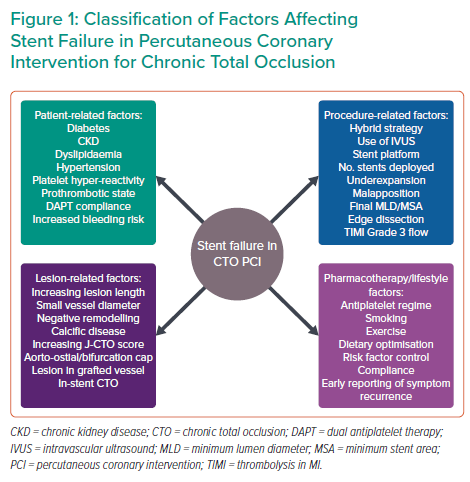 Figure 1: Classification of Factors Affecting
Stent Failure in Percutaneous Coronary
Intervention for Chronic Total Occlusion
Patient-related factors:
Diabetes
CKD
Dyslipidaemia
Hypertension
Platelet hyper-reactivity
Prothrombotic state
DAPT compliance
Increased bleeding risk
Procedure-related factors:
Hybrid strategy
Use of IVUS
Stent platform
No. stents deployed
Underexpansion
Malapposition
Final MLD/MSA
Edge dissection
TIMI Grade 3 flow
Stent failure in
CTO PCI
Lesion-related factors:
Increasing lesion length
Small vessel diameter
Negative remodelling
Calcific disease
Increasing J-CTO score
Aorto-ostial/bifurcation cap
Lesion in grafted vessel
In-stent CTO
Pharmacotherapy/lifestyle
factors:
Antiplatelet regime
Smoking
Exercise
Dietary optimisation
Risk factor control
Compliance
Early reporting of symptom
recurrence
CKD = chronic kidney disease; CTO = chronic total occlusion; DAPT = dual antiplatelet therapy;
IVUS = intravascular ultrasound; MLD = minimum lumen diameter; MSA = minimum stent area;
PCI = percutaneous coronary intervention; TIMI = thrombolysis in MI.